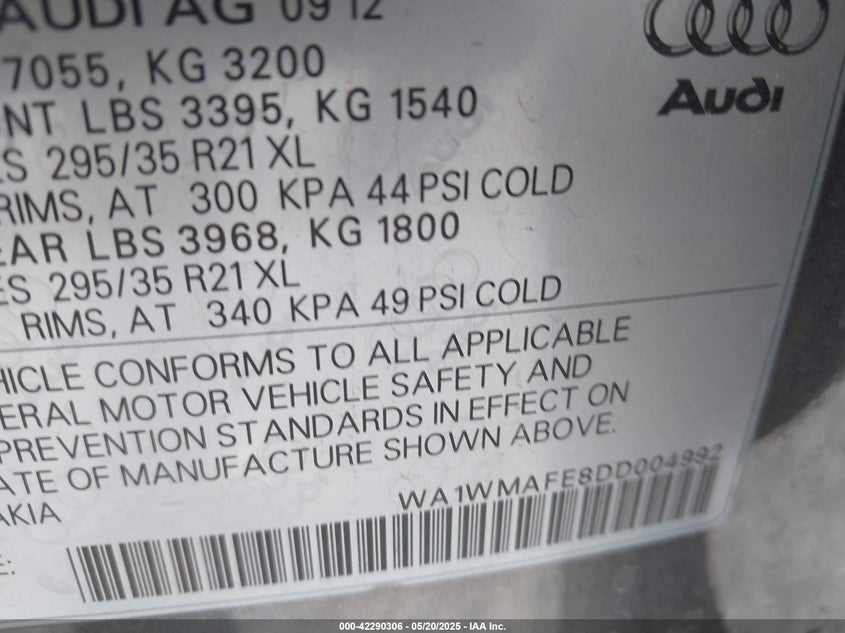 AUDI AG 09 12
7055, KG 3200
NT LBS 3395, KG 1540
ES 295/35 R21 XL
RIMS, AT 300 KPA 44 PSI COLD
EAR LBS 3968, KG 1800
ES 295/35 R21 XL
RIMS, AT 340 KPA 49 PSI COLD
Audi
HICLE CONFORMS TO ALL APPLICABLE
ERAL MOTOR VEHICLE SAFETY AND
PREVENTION STANDARDS IN EFFECT ON
ATE OF MANUFACTURE SHOWN ABOVE.
AKIA
WA1WMAFE8DD004992
E:
000-42290306 - 05/20/2025 - IAA Inc.